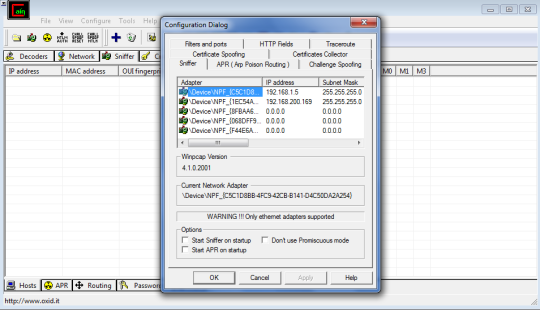 Cain
File View Configure Tools Help
Configuration Dialog
Decoders Network Sniffer
IP address MAC address OUI fingerpr
M0 M1 M3
Filters and ports HTTP Fields Traceroute
Certificate Spoofing Certificates Collector
Sniffer APR ( Arp Poison Routing ) Challenge Spoofing
Adapter IP address Subnet Mask
\Device\NPF_{C5C1D8... 192.168.1.5 255.255.255.0
\Device\NPF_{1EC54A... 192.168.200.169 255.255.255.0
\Device\NPF_{8FBAA6... 0.0.0.0 0.0.0.0
\Device\NPF_{068DFF9... 0.0.0.0 0.0.0.0
\Device\NPF_{F44E6A... 0.0.0.0 0.0.0.0
Winpcap Version
4.1.0.2001
Current Network Adapter
\Device\NPF_{C5C1D8BB-4FC9-42CB-B141-D4C50DA2A254}
WARNING !!! Only ethernet adapters supported
Options
Start Sniffer on startup Don't use Promiscuous mode
Start APR on startup
OK Cancel Apply Help
Hosts APR Routing Passwor
http://www.oxid.it